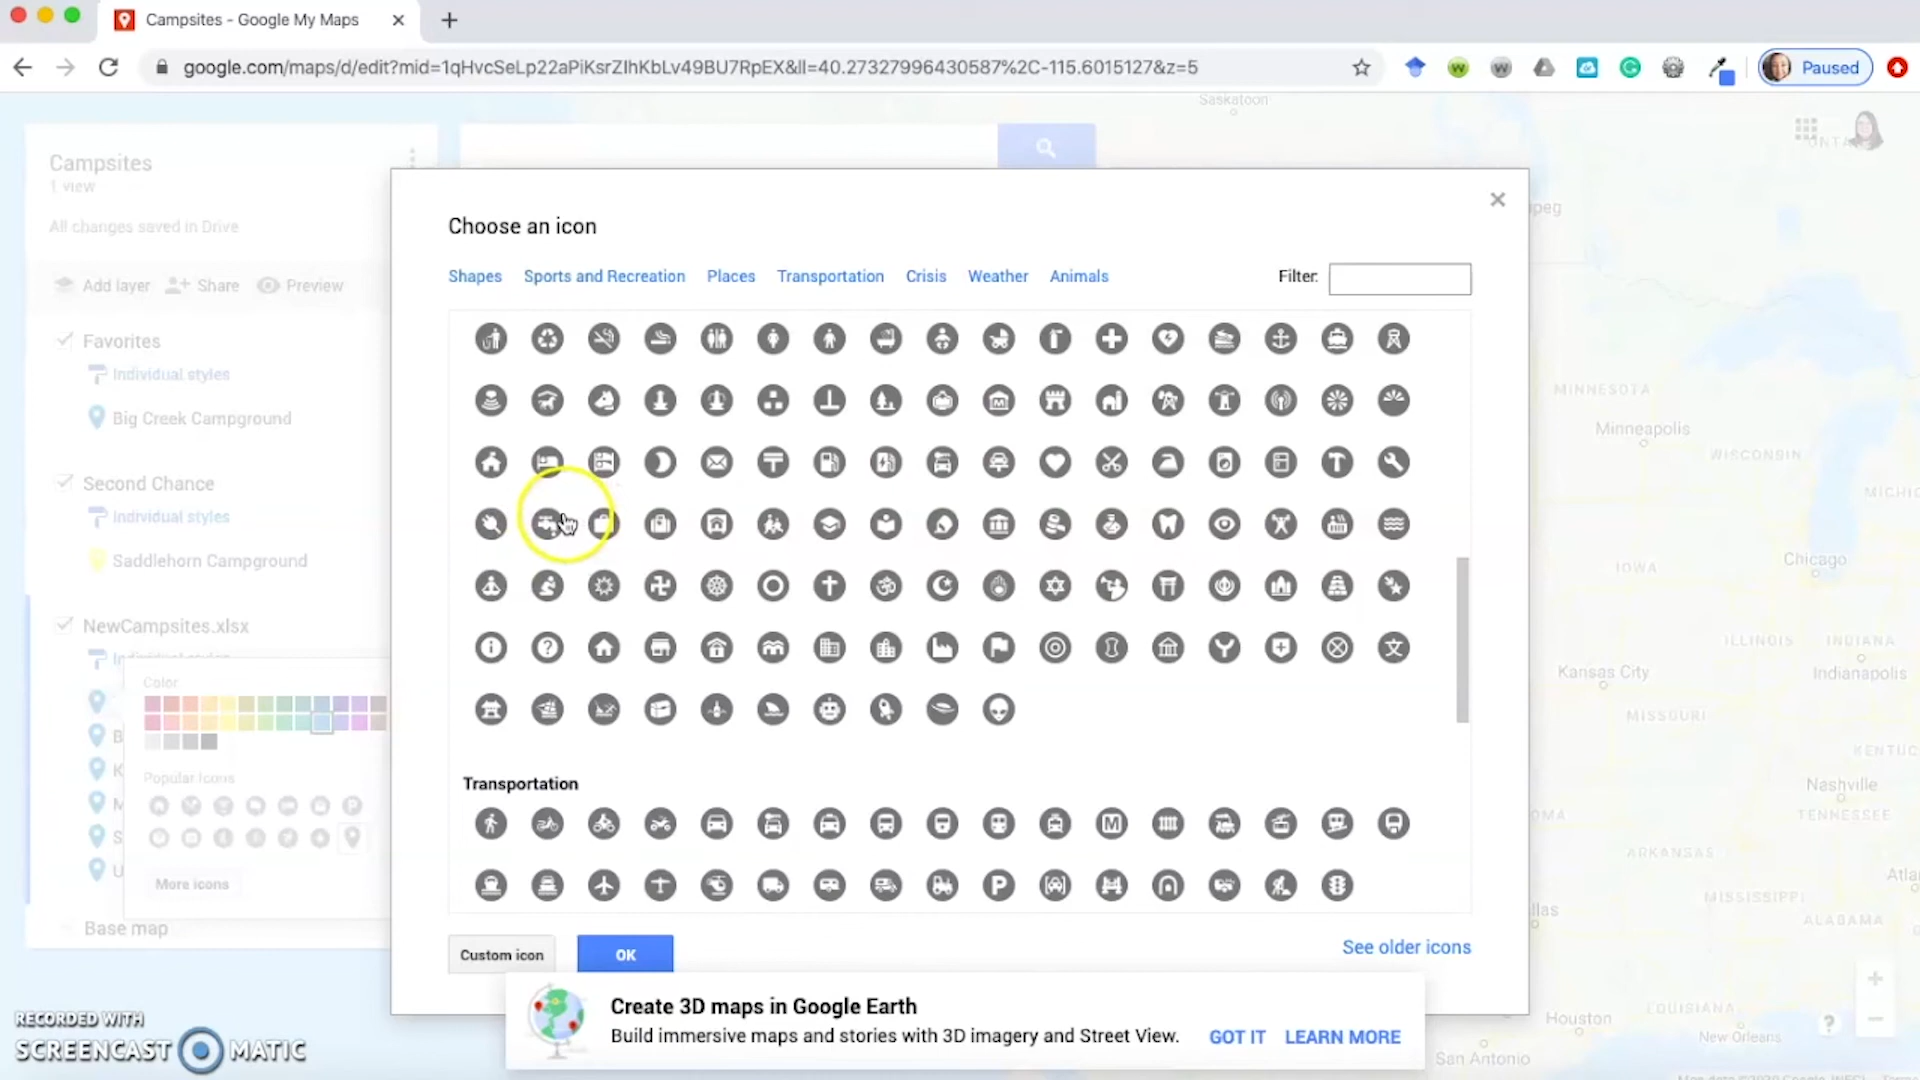 Campsites - Google My Maps
google.com/maps/d/edit?mid=1qHvcSeLp22aPiKsrZIhKbLv49BU7RpEX&ll=40.27327996430587%2C-115.6015127&z=5
Paused
Saskatoon
Campsites
1 view
All changes saved in Drive
Add layer Share Preview
Favorites
Individual styles
Big Creek Campground
Second Chance
Individual styles
Saddlehorn Campground
NewCampsites.xlsx
Color
Popular Icons
More icons
Base map
Choose an icon
Shapes Sports and Recreation Places Transportation Crisis Weather Animals
Filter:
Transportation
Custom icon
OK
See older icons
Create 3D maps in Google Earth
Build immersive maps and stories with 3D imagery and Street View.
GOT IT LEARN MORE
MINNESOTA
Minneapolis
WISCONSIN
Chicago
IOWA
ILLINOIS
INDIANA
Indianapolis
Kansas City
MISSOURI
Nashville
TENNESSEE
ARKANSAS
MISSISSIPPI
ALABAMA
LOUISIANA
Houston
New Orleans
San Antonio
RECORDED WITH
SCREENCAST MATIC